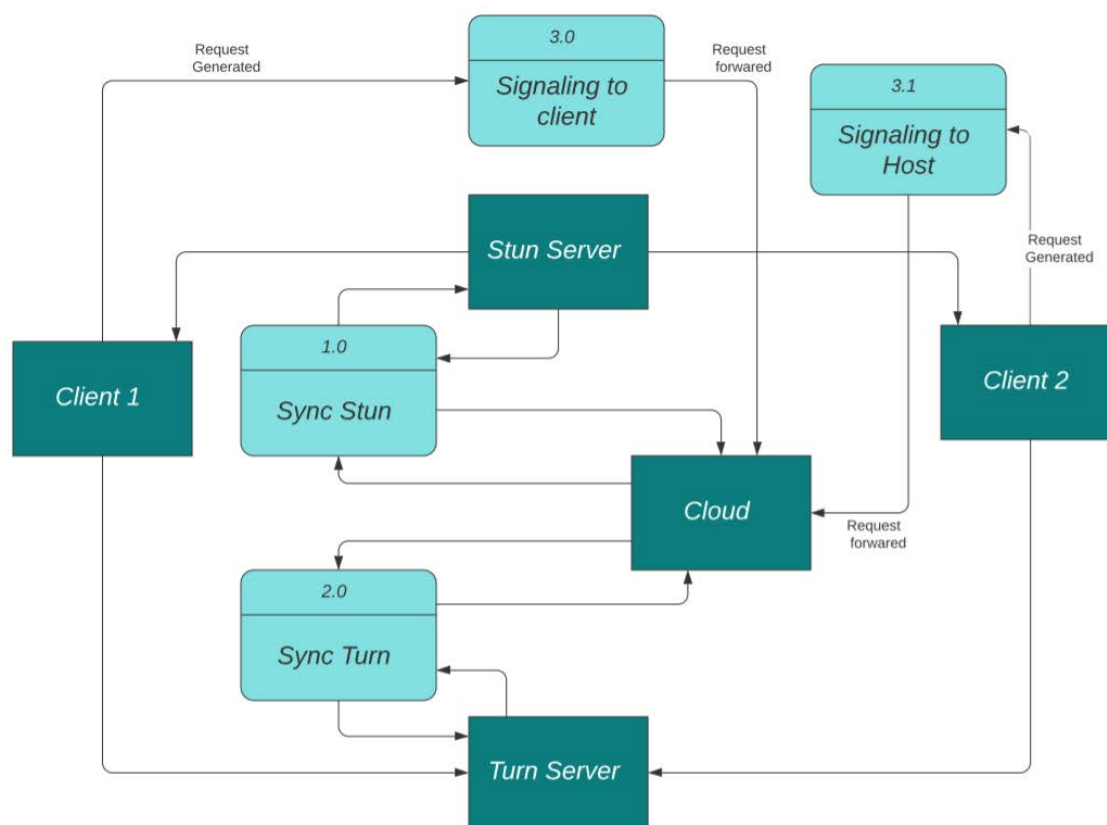 3.0
Signaling to
client
Request
Generated
Request
forwared
3.1
Signaling to
Host
Stun Server
Request
Generated
1.0
Sync Stun
Client 1
Client 2
Cloud
Request
forwared
2.0
Sync Turn
Turn Server